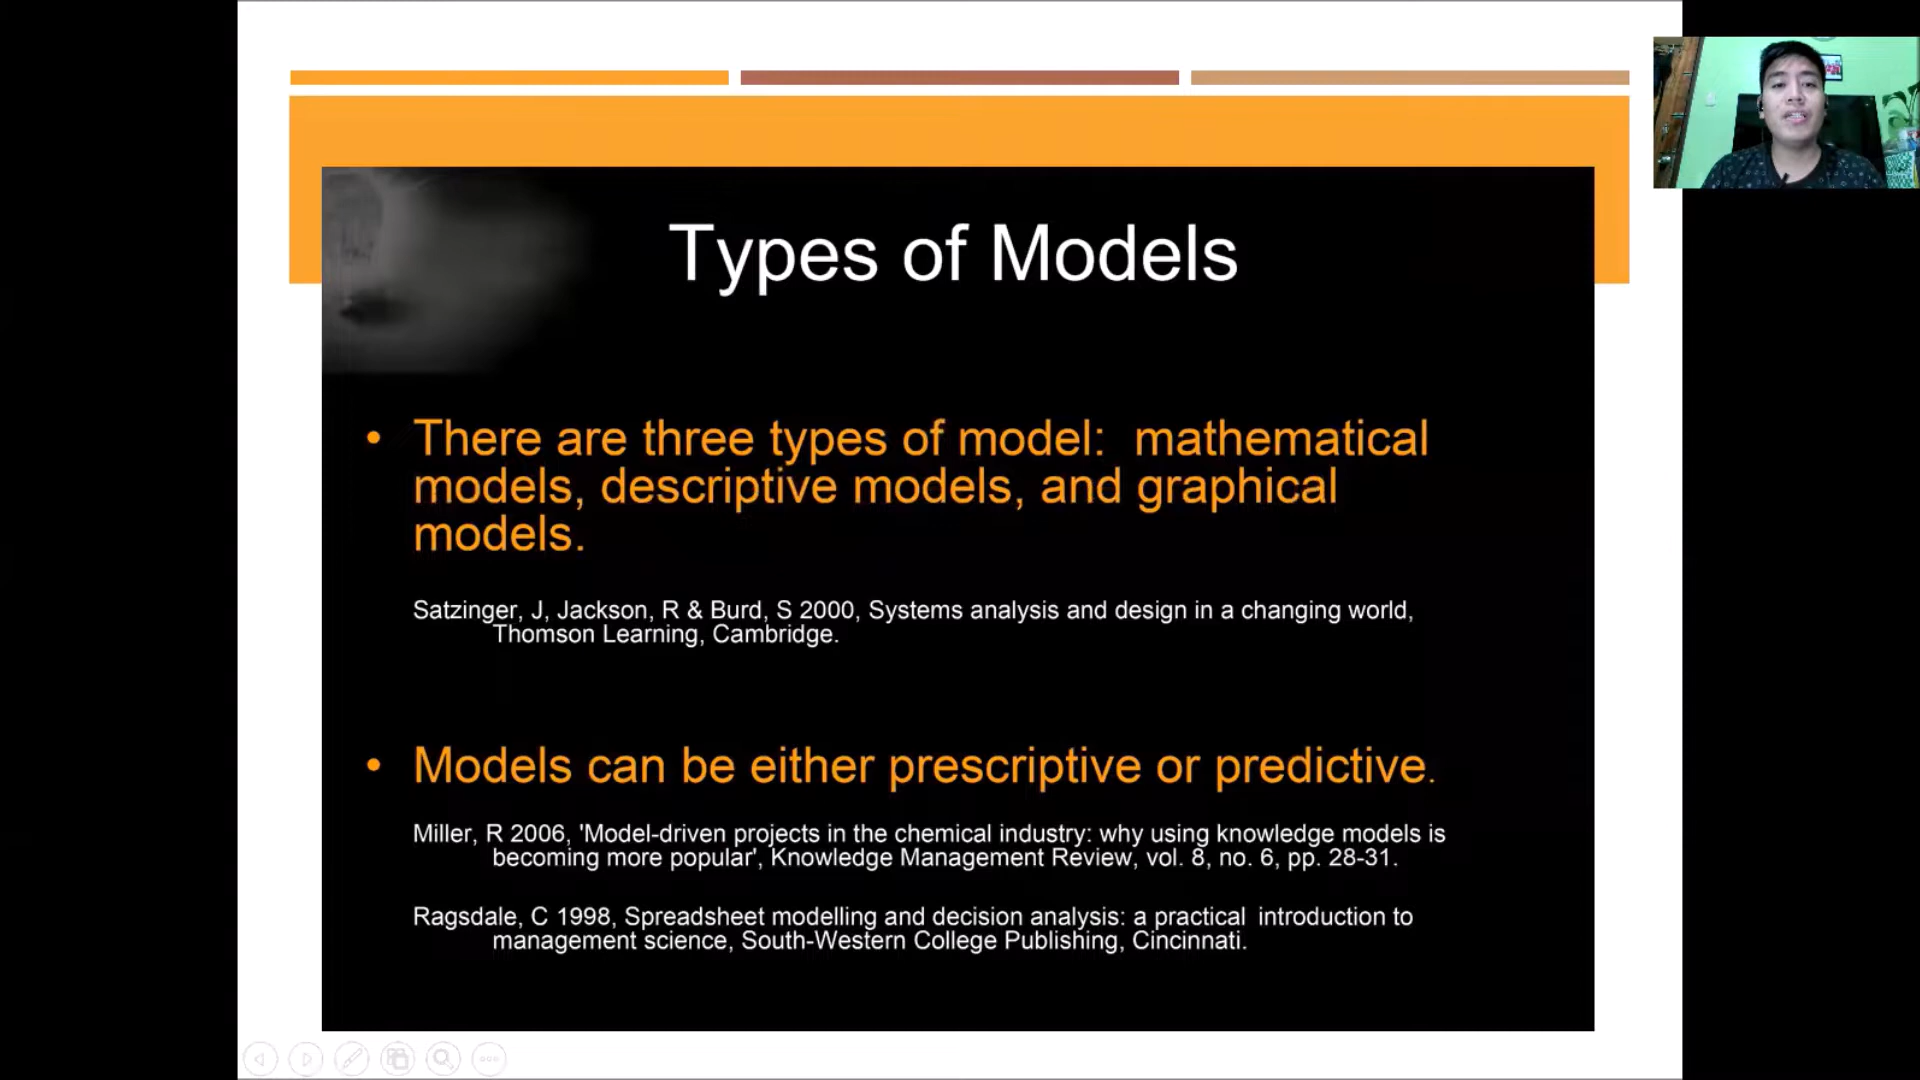 Types of Models
• There are three types of model:  mathematical
models, descriptive models, and graphical
models.
Satzinger, J, Jackson, R & Burd, S 2000, Systems analysis and design in a changing world,
Thomson Learning, Cambridge.
• Models can be either prescriptive or predictive.
Miller, R 2006, 'Model-driven projects in the chemical industry: why using knowledge models is
becoming more popular', Knowledge Management Review, vol. 8, no. 6, pp. 28-31.
Ragsdale, C 1998, Spreadsheet modelling and decision analysis: a practical introduction to
management science, South-Western College Publishing, Cincinnati.